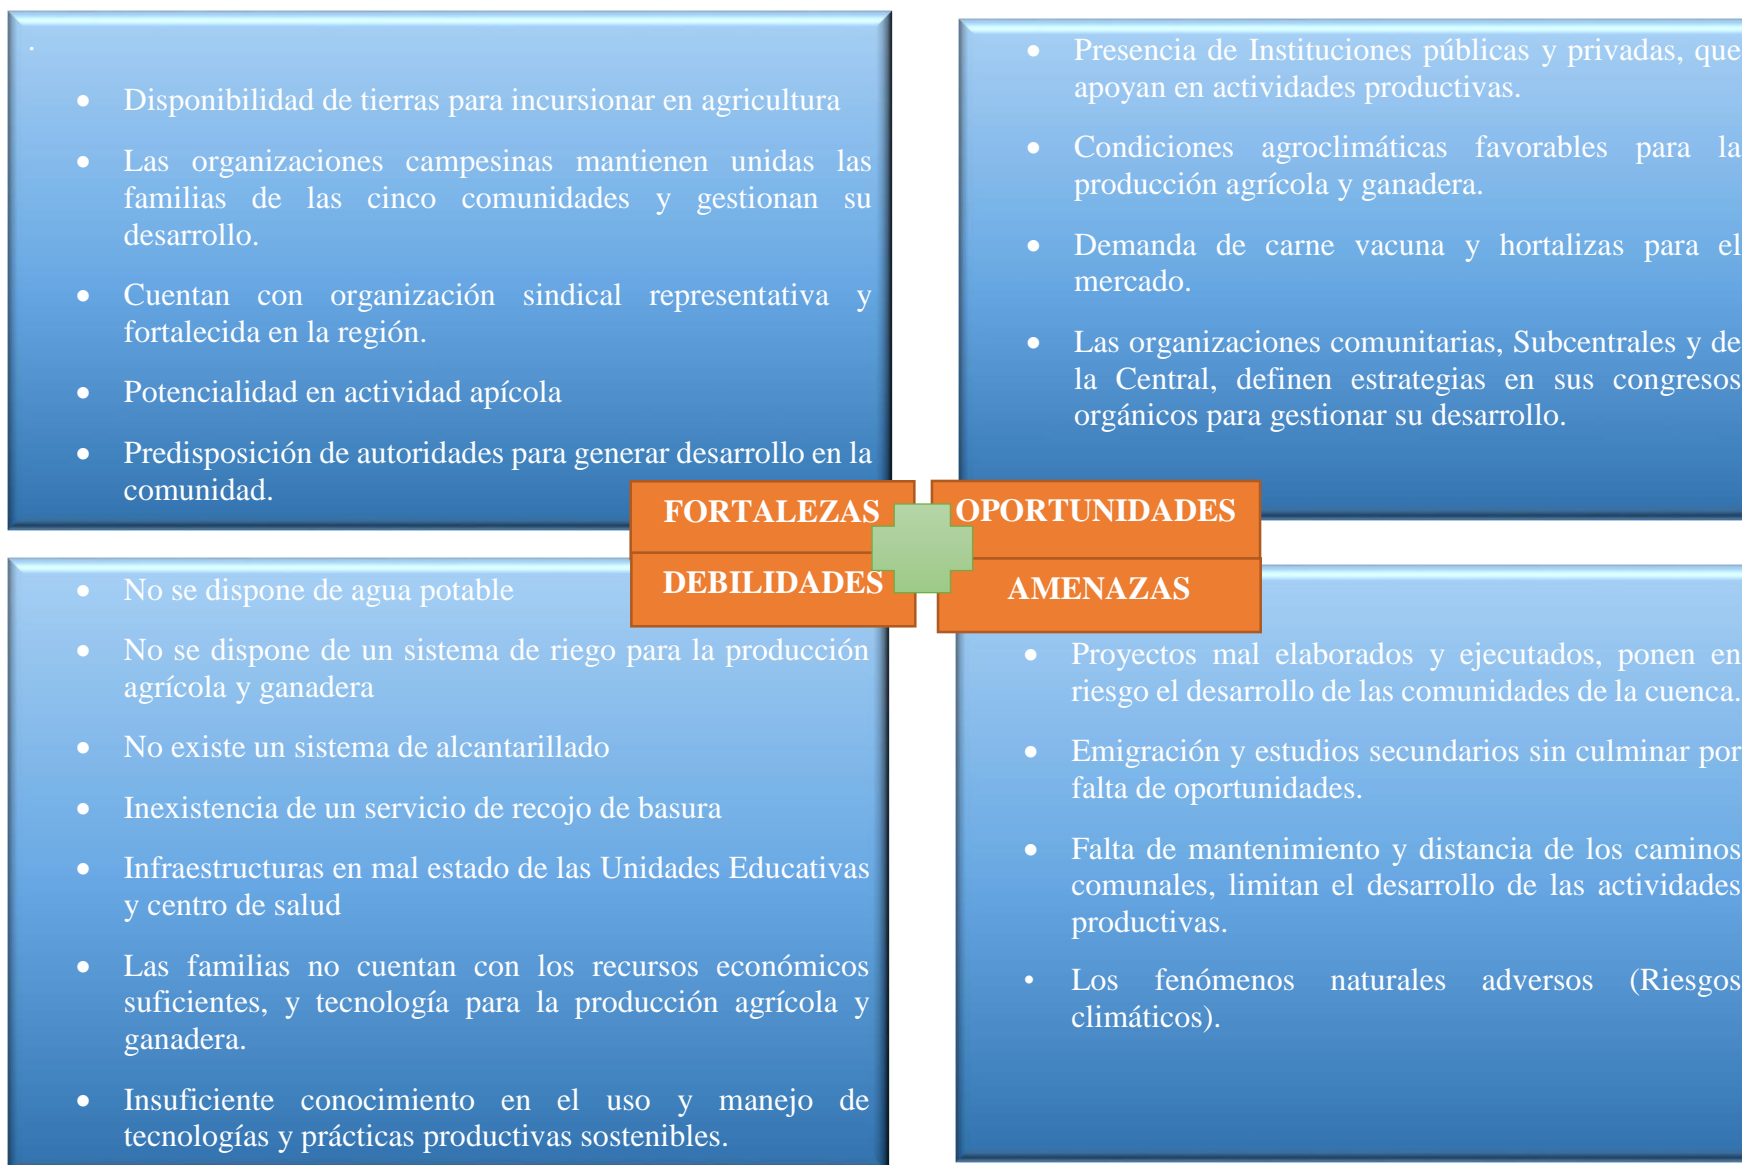 .
• Disponibilidad de tierras para incursionar en agricultura
• Las organizaciones campesinas mantienen unidas las
familias de las cinco comunidades y gestionan su
desarrollo.
• Cuentan con organización sindical representativa y
fortalecida en la región.
• Potencialidad en actividad apícola
• Predisposición de autoridades para generar desarrollo en la
comunidad.
• Presencia de Instituciones públicas y privadas, que
apoyan en actividades productivas.
• Condiciones agroclimáticas favorables para la
producción agrícola y ganadera.
• Demanda de carne vacuna y hortalizas para el
mercado.
• Las organizaciones comunitarias, Subcentrales y de
la Central, definen estrategias en sus congresos
orgánicos para gestionar su desarrollo.
FORTALEZAS
OPORTUNIDADES
DEBILIDADES
AMENAZAS
• No se dispone de agua potable
• No se dispone de un sistema de riego para la producción
agrícola y ganadera
• No existe un sistema de alcantarillado
• Inexistencia de un servicio de recojo de basura
• Infraestructuras en mal estado de las Unidades Educativas
y centro de salud
• Las familias no cuentan con los recursos económicos
suficientes, y tecnología para la producción agrícola y
ganadera.
• Insuficiente conocimiento en el uso y manejo de
tecnologías y prácticas productivas sostenibles.
• Proyectos mal elaborados y ejecutados, ponen en
riesgo el desarrollo de las comunidades de la cuenca.
• Emigración y estudios secundarios sin culminar por
falta de oportunidades.
• Falta de mantenimiento y distancia de los caminos
comunales, limitan el desarrollo de las actividades
productivas.
• Los fenómenos naturales adversos (Riesgos
climáticos).